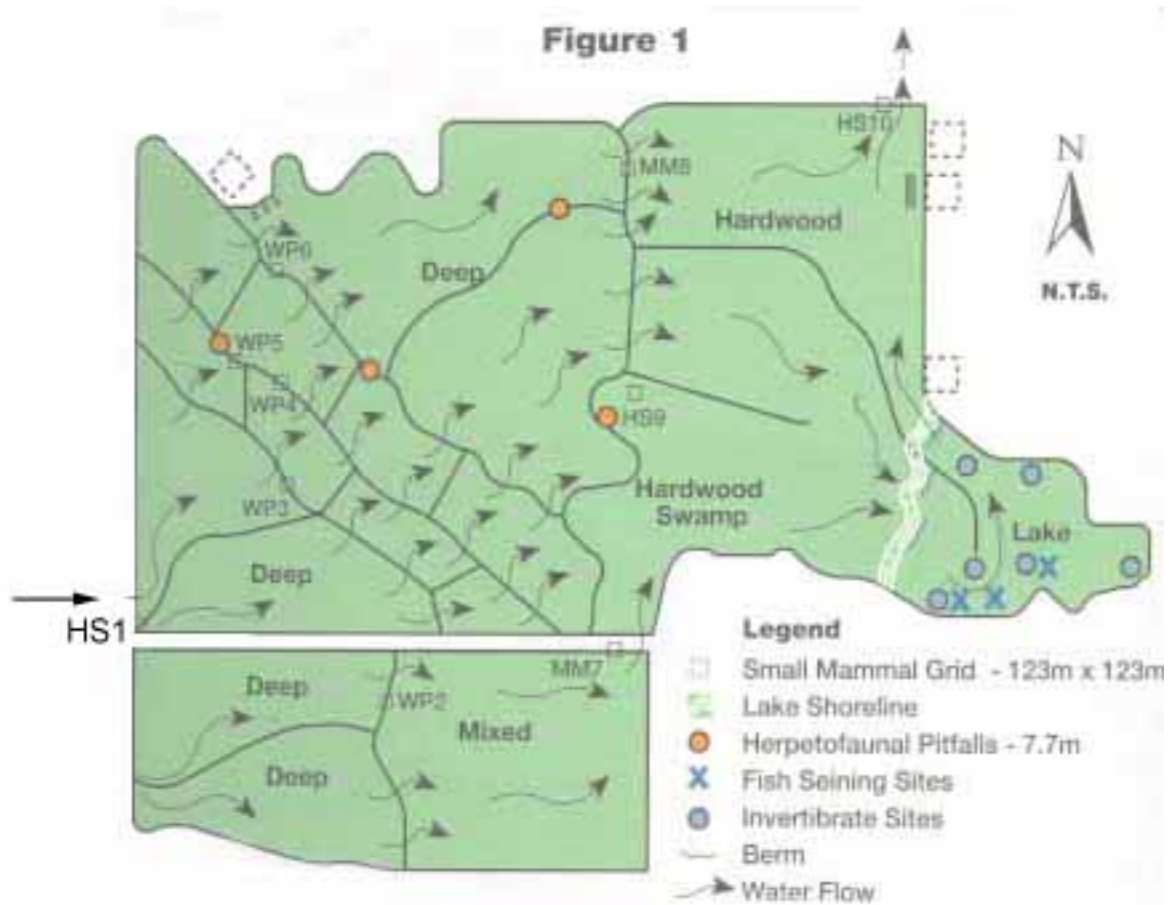 Figure 1
HS10
MM8
N
Hardwood
WP6
Deep
N.T.S.
WP5
WP4
HS9
WP3
Hardwood
Swamp
Lake
Deep
HS1
Legend
MM7
Small Mammal Grid - 123m x 123m
Deep
WP2
Lake Shoreline
Mixed
Herpetofaunal Pitfalls - 7.7m
Deep
Fish Seining Sites
Invertibrate Sites
Berm
Water Flow